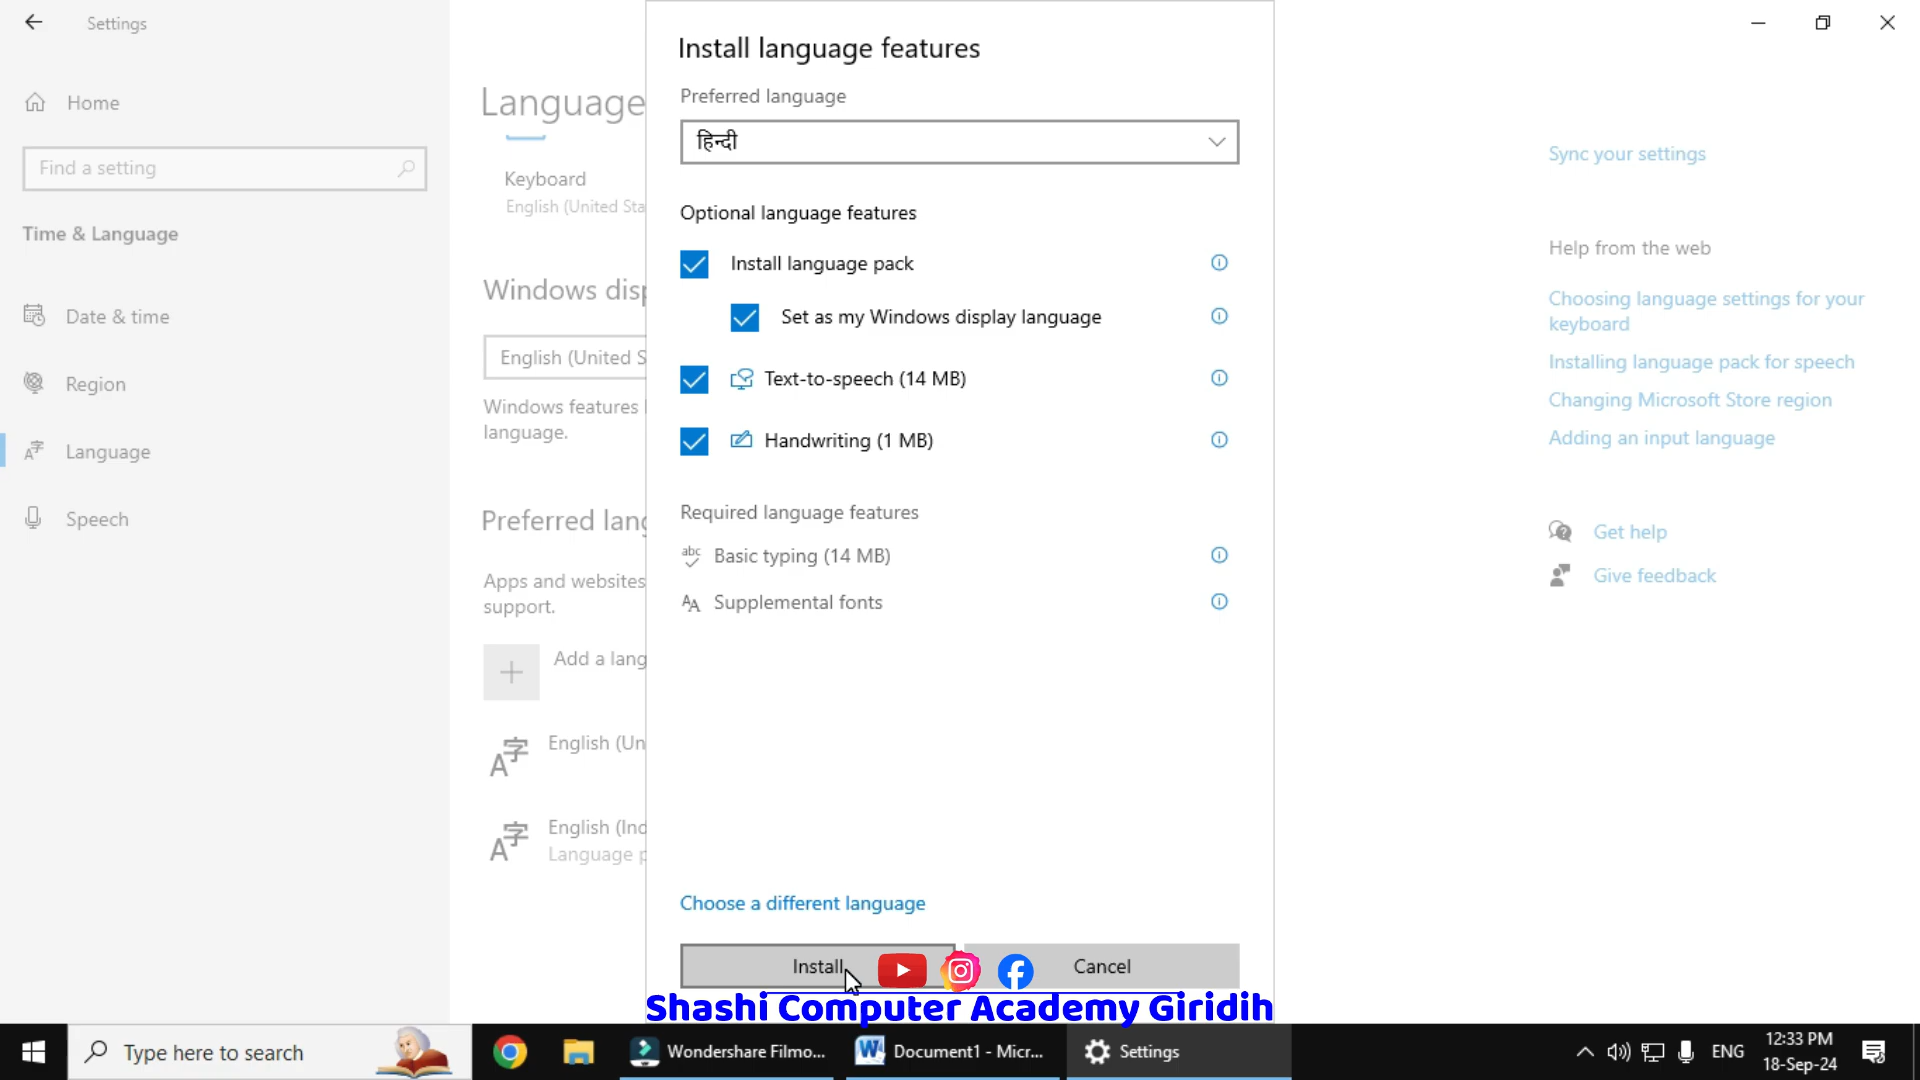 Settings
Home
Find a setting
Time & Language
Date & time
Region
Language
Speech
Language
Keyboard
English (United Sta
Windows disp
English (United S
Windows features
language.
Preferred lang
Apps and websites
support.
Add a lang
English (Un
English (Ind
Language p
Install language features
Preferred language
हिन्दी
Optional language features
Install language pack
Set as my Windows display language
Text-to-speech (14 MB)
Handwriting (1 MB)
Required language features
Basic typing (14 MB)
Supplemental fonts
Choose a different language
Install
Cancel
Sync your settings
Help from the web
Choosing language settings for your
keyboard
Installing language pack for speech
Changing Microsoft Store region
Adding an input language
Get help
Give feedback
Shashi Computer Academy Giridih
Type here to search
Wondershare Filmo...
Document1 - Micr...
Settings
ENG
12:33 PM
18-Sep-24